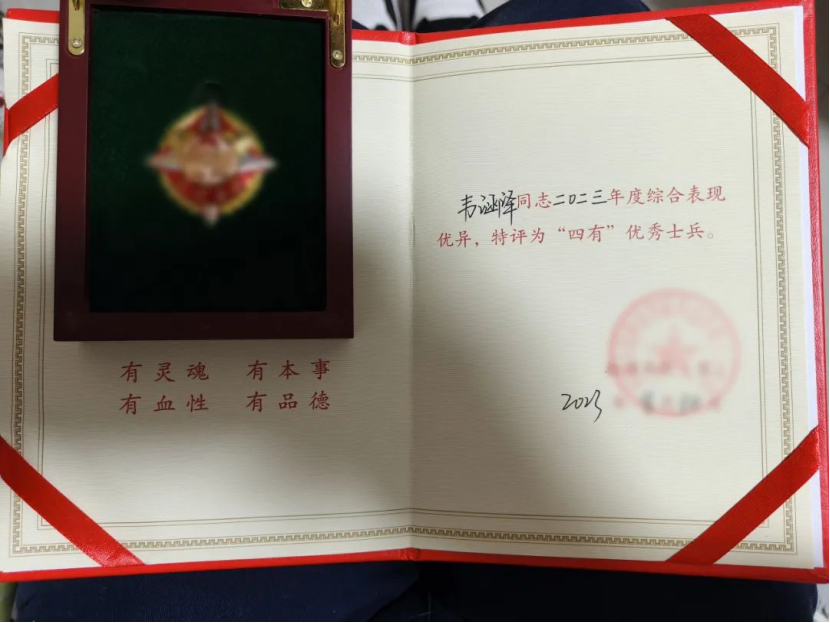 有灵魂 有本事
有血性 有品德
韦涵泽同志二〇二三年度综合表现
优异，特评为“四有”优秀士兵。
2023 年